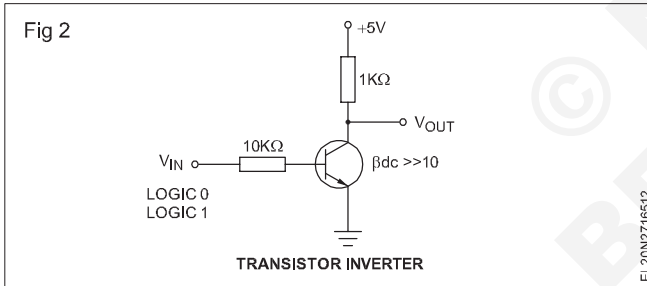 Fig 2
+5V
1KΩ
VOUT
10KΩ
VIN
βdc >>10
LOGIC 0
LOGIC 1
TRANSISTOR INVERTER
EL20N2716512
©